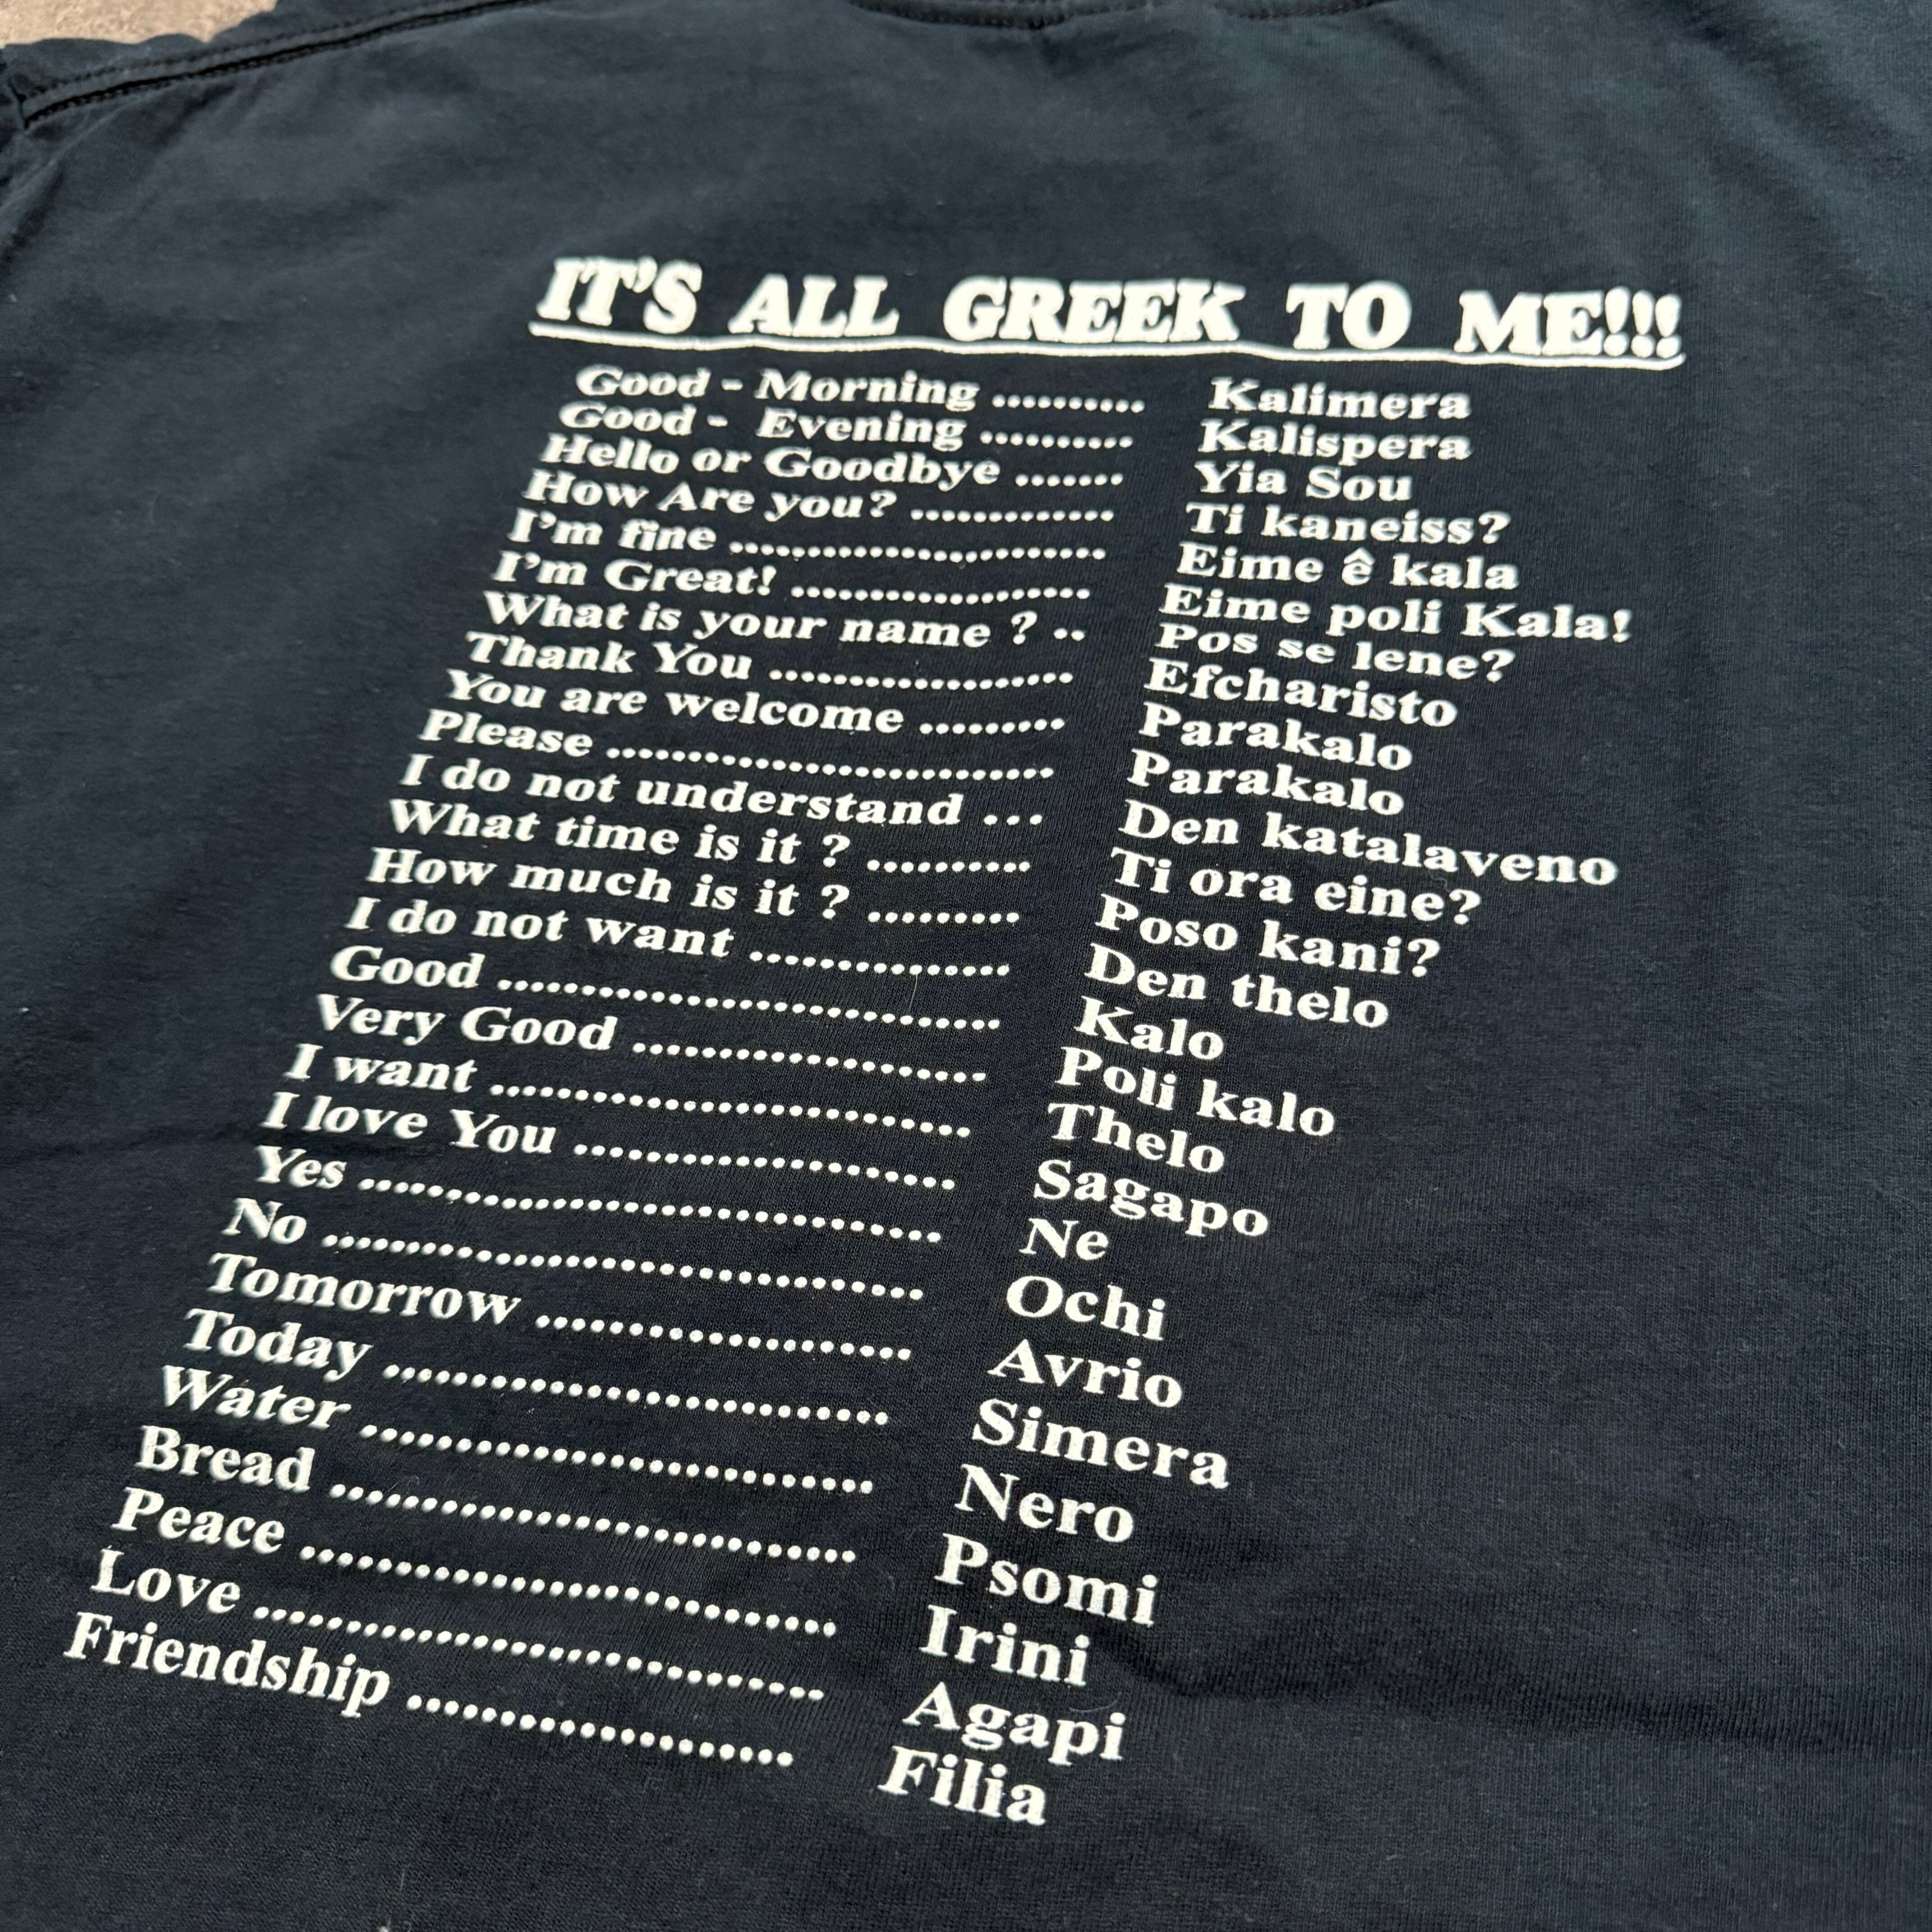 IT'S ALL GREEK TO ME!!!
Good - Morning .......... Kalimera
Good - Evening .......... Kalispera
Hello or Goodbye ....... Yia Sou
How Are you? ............. Ti kaneiss?
I'm fine ........................ Eime ê kala
I'm Great! ................... Eime poli Kala!
What is your name ? .. Pos se lene?
Thank You ................... Efcharisto
You are welcome ......... Parakalo
Please ............................ Parakalo
I do not understand ... Den katalaveno
What time is it ? .......... Ti ora eine?
How much is it ? ......... Poso kani?
I do not want ............... Den thelo
Good .............................. Kalo
Very Good ..................... Poli kalo
I want ............................ Thelo
I love You ...................... Sagapo
Yes .................................. Ne
No .................................... Ochi
Tomorrow ...................... Avrio
Today .............................. Simera
Water .............................. Nero
Bread .............................. Psomi
Peace .............................. Irini
Love ................................ Agapi
Friendship ..................... Filia